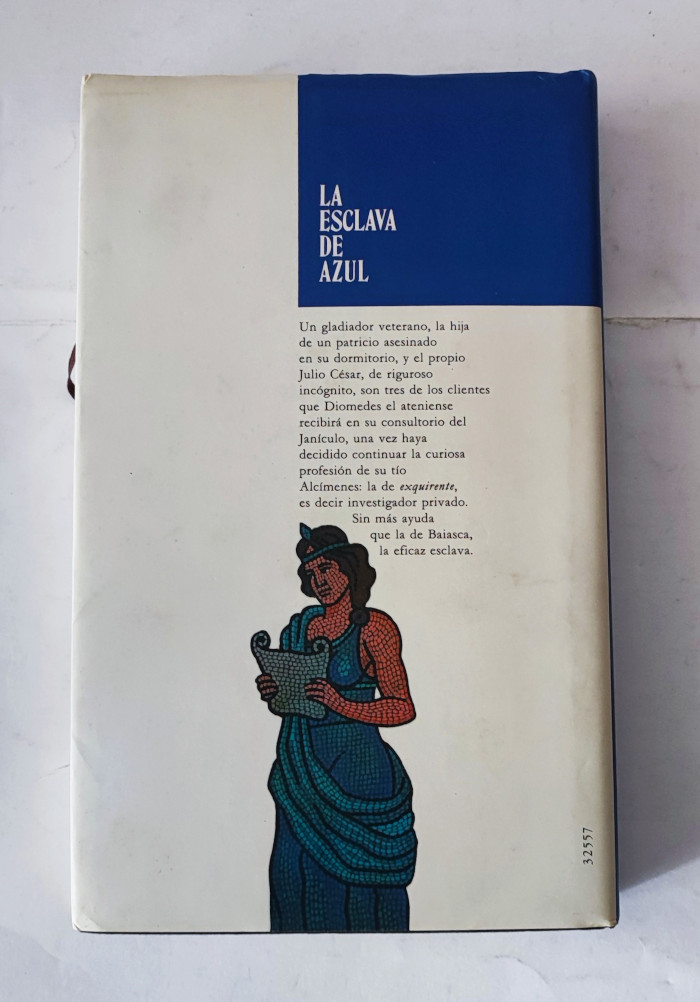 LA
ESCLAVA
DE
AZUL
Un gladiador veterano, la hija
de un patricio asesinado
en su dormitorio, y el propio
Julio César, de riguroso
incógnito, son tres de los clientes
que Diomedes el ateniense
recibirá en su consultorio del
Janículo, una vez haya
decidido continuar la curiosa
profesión de su tío
Alcímenes: la de exquirente,
es decir investigador privado.
Sin más ayuda
que la de Baiasca,
la eficaz esclava.
32557